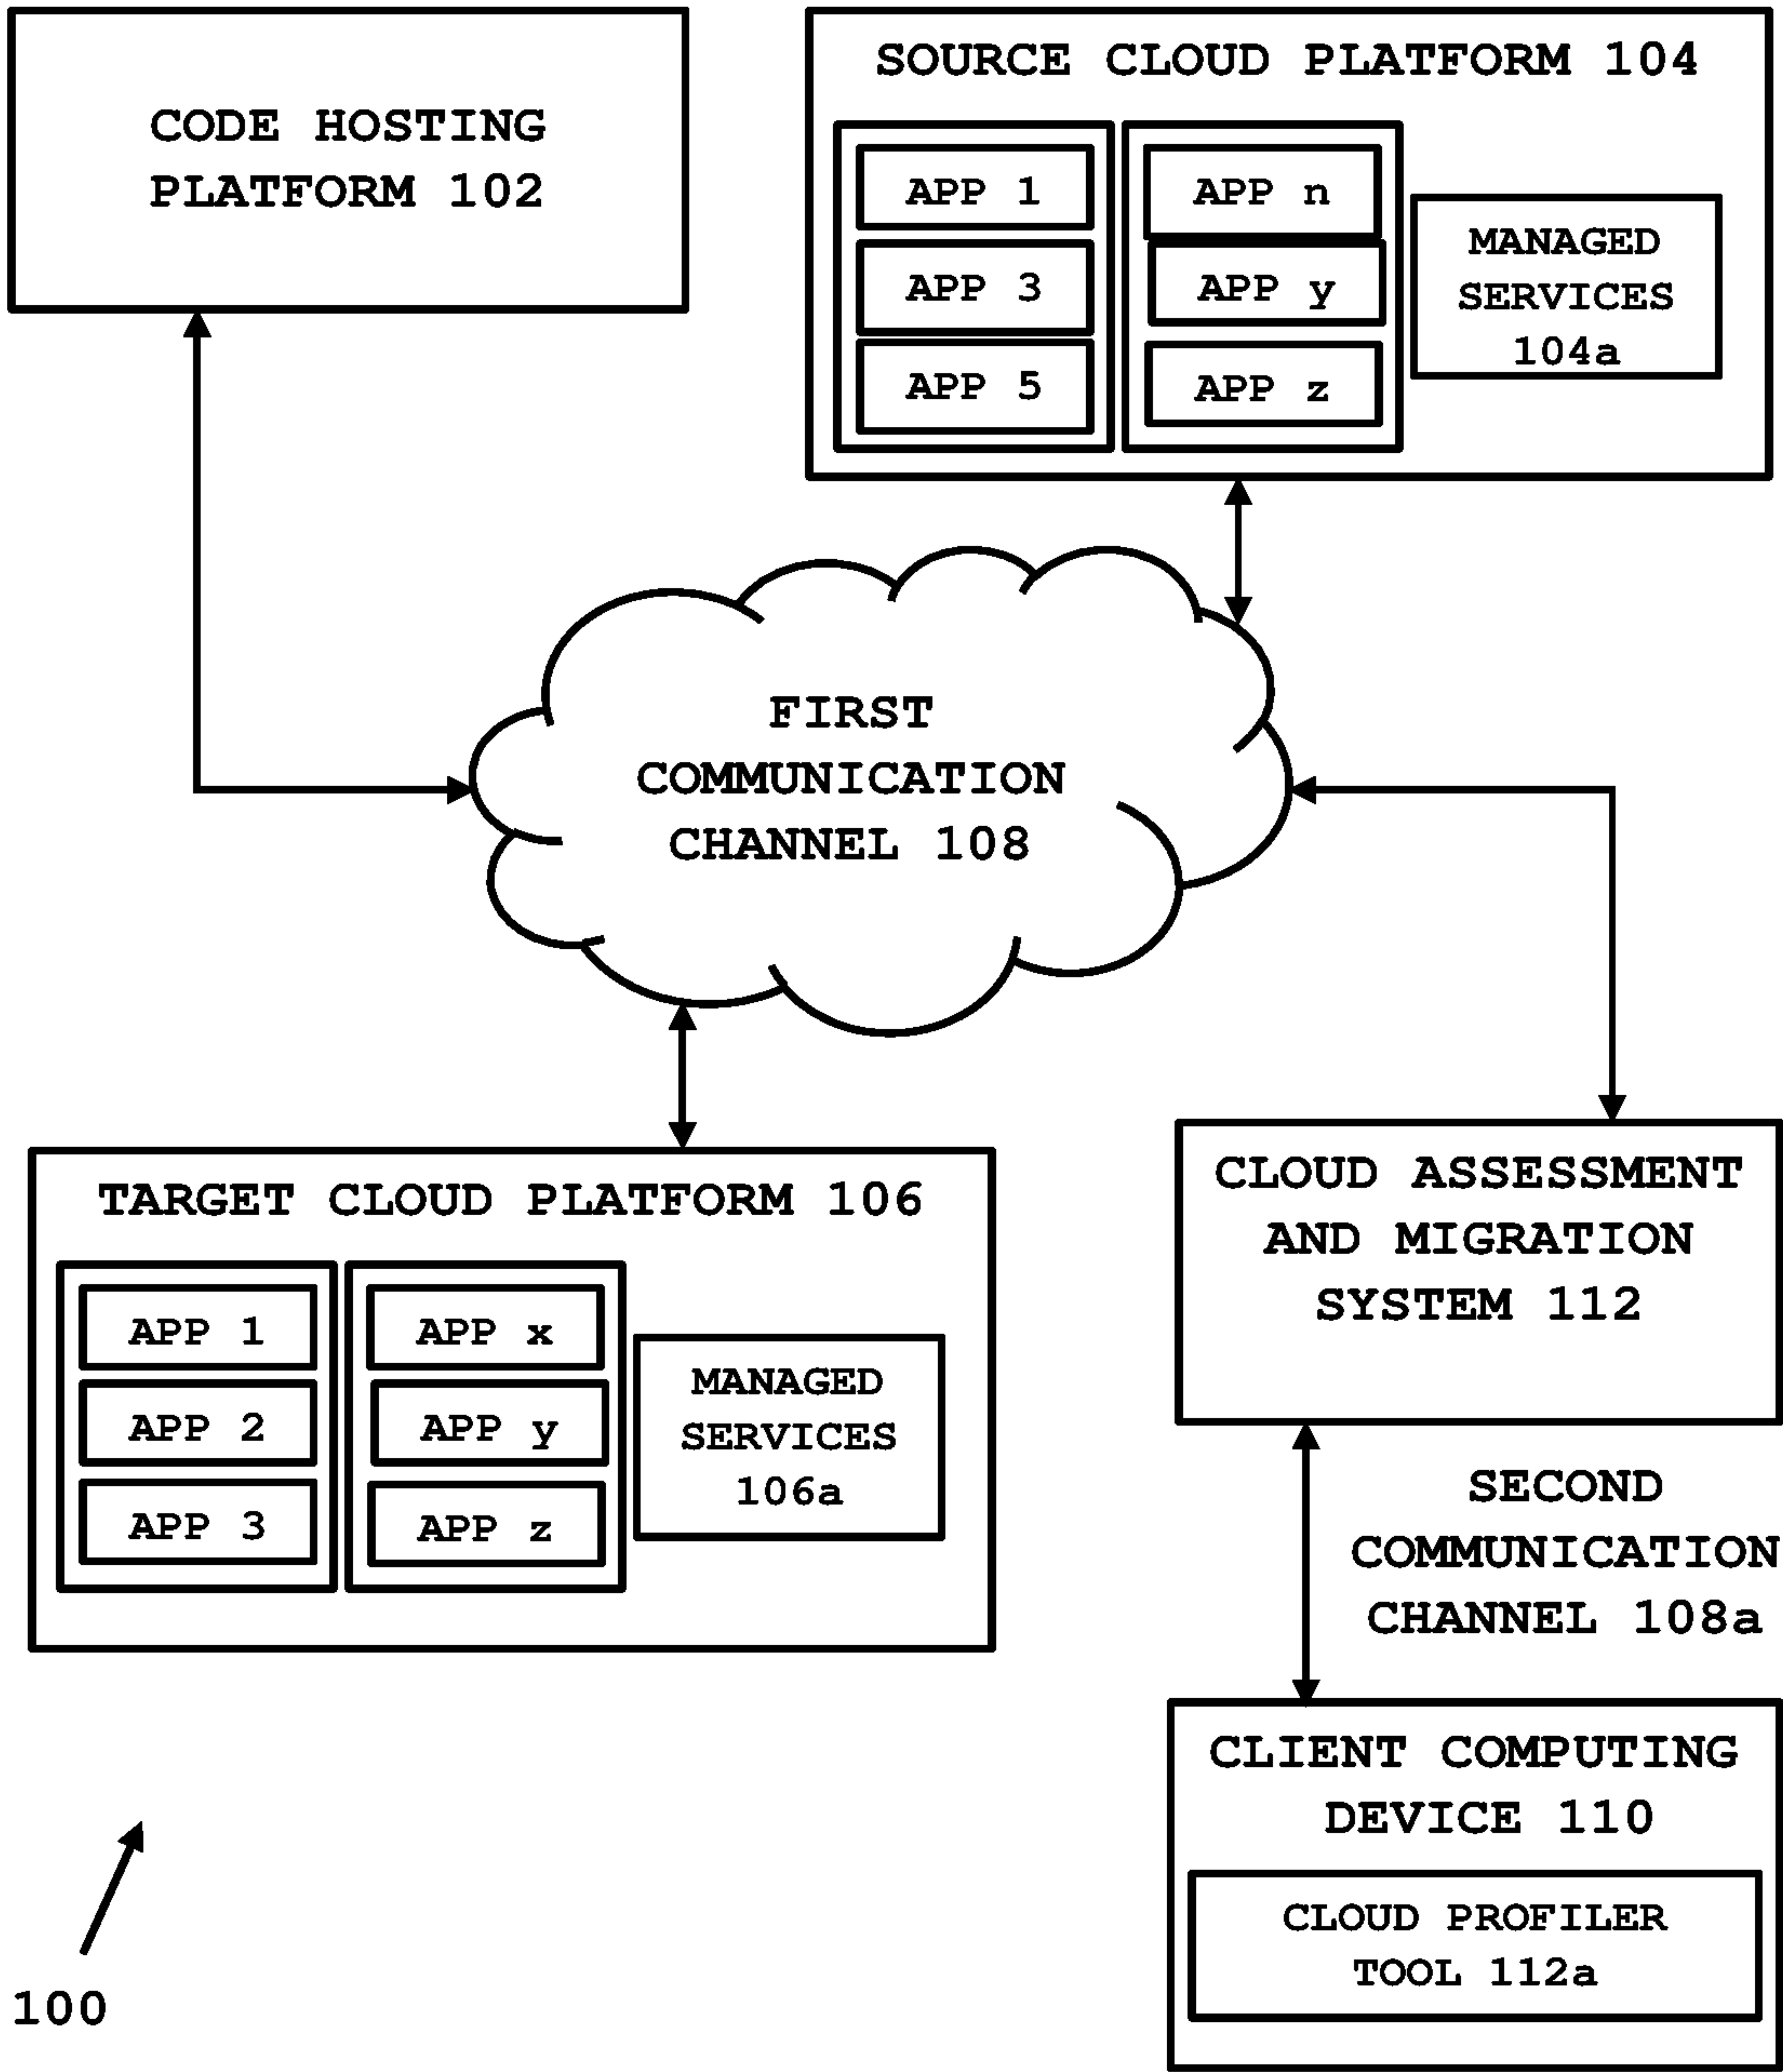 CODE HOSTING
PLATFORM 102
SOURCE CLOUD PLATFORM 104
APP 1
APP 3
APP 5
APP n
APP y
APP z
MANAGED
SERVICES
104a
FIRST
COMMUNICATION
CHANNEL 108
TARGET CLOUD PLATFORM 106
APP 1
APP 2
APP 3
APP x
APP y
APP z
MANAGED
SERVICES
106a
CLOUD ASSESSMENT
AND MIGRATION
SYSTEM 112
SECOND
COMMUNICATION
CHANNEL 108a
CLIENT COMPUTING
DEVICE 110
CLOUD PROFILER
TOOL 112a
100